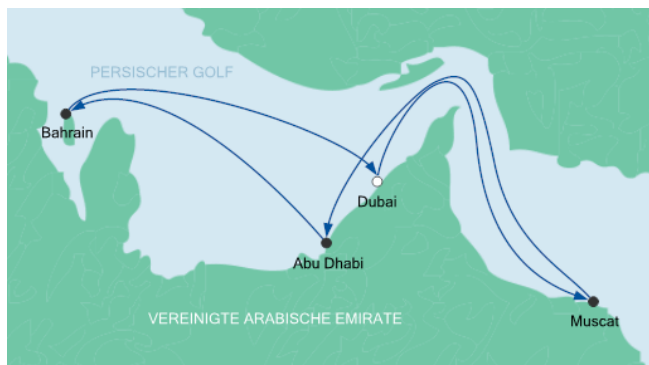 PERSISCHER GOLF
Bahrain
Dubai
Abu Dhabi
VEREINIGTE ARABISCHE EMIRATE
Muscat